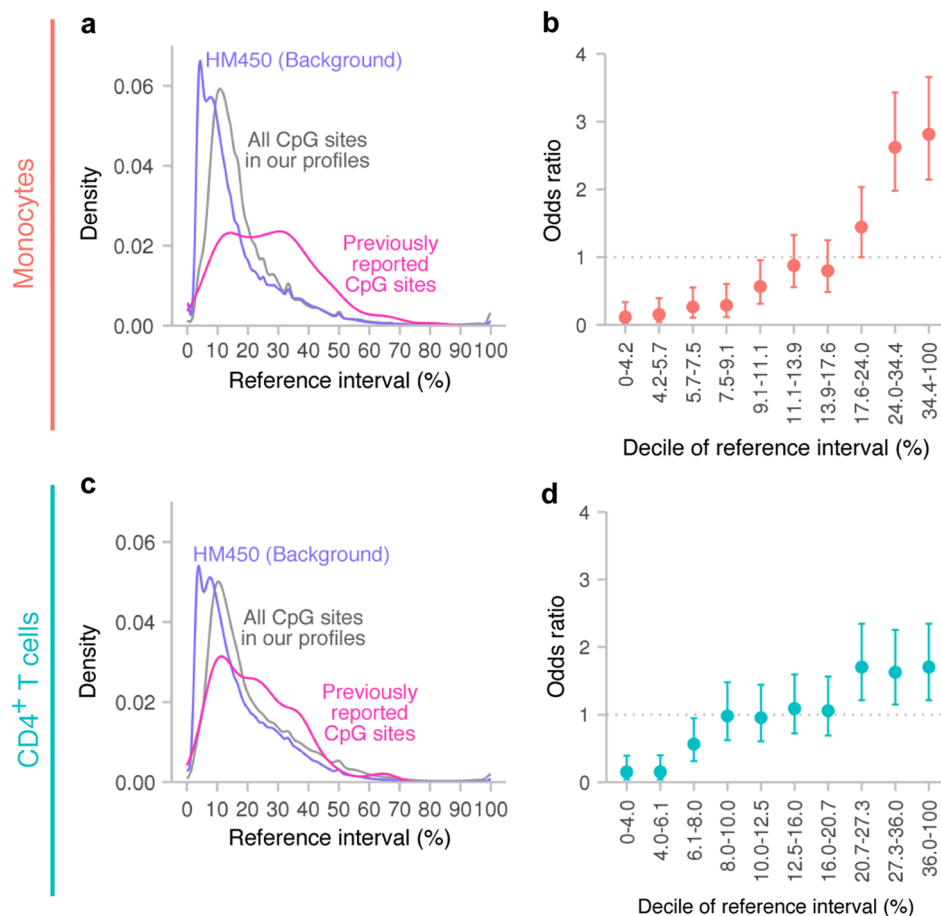 Monocytes
a
HM450 (Background)
All CpG sites
in our profiles
Previously
reported
CpG sites
Density
0.06
0.04
0.02
0.00
0 10 20 30 40 50 60 70 80 90 100
Reference interval (%)
b
Odds ratio
4
3
2
1
0
0-4.2
4.2-5.7
5.7-7.5
7.5-9.1
9.1-11.1
11.1-13.9
13.9-17.6
17.6-24.0
24.0-34.4
34.4-100
Decile of reference interval (%)
CD4+ T cells
c
HM450 (Background)
All CpG sites
in our profiles
Previously
reported
CpG sites
Density
0.06
0.04
0.02
0.00
0 10 20 30 40 50 60 70 80 90 100
Reference interval (%)
d
Odds ratio
4
3
2
1
0
0-4.0
4.0-6.1
6.1-8.0
8.0-10.0
10.0-12.5
12.5-16.0
16.0-20.7
20.7-27.3
27.3-36.0
36.0-100
Decile of reference interval (%)